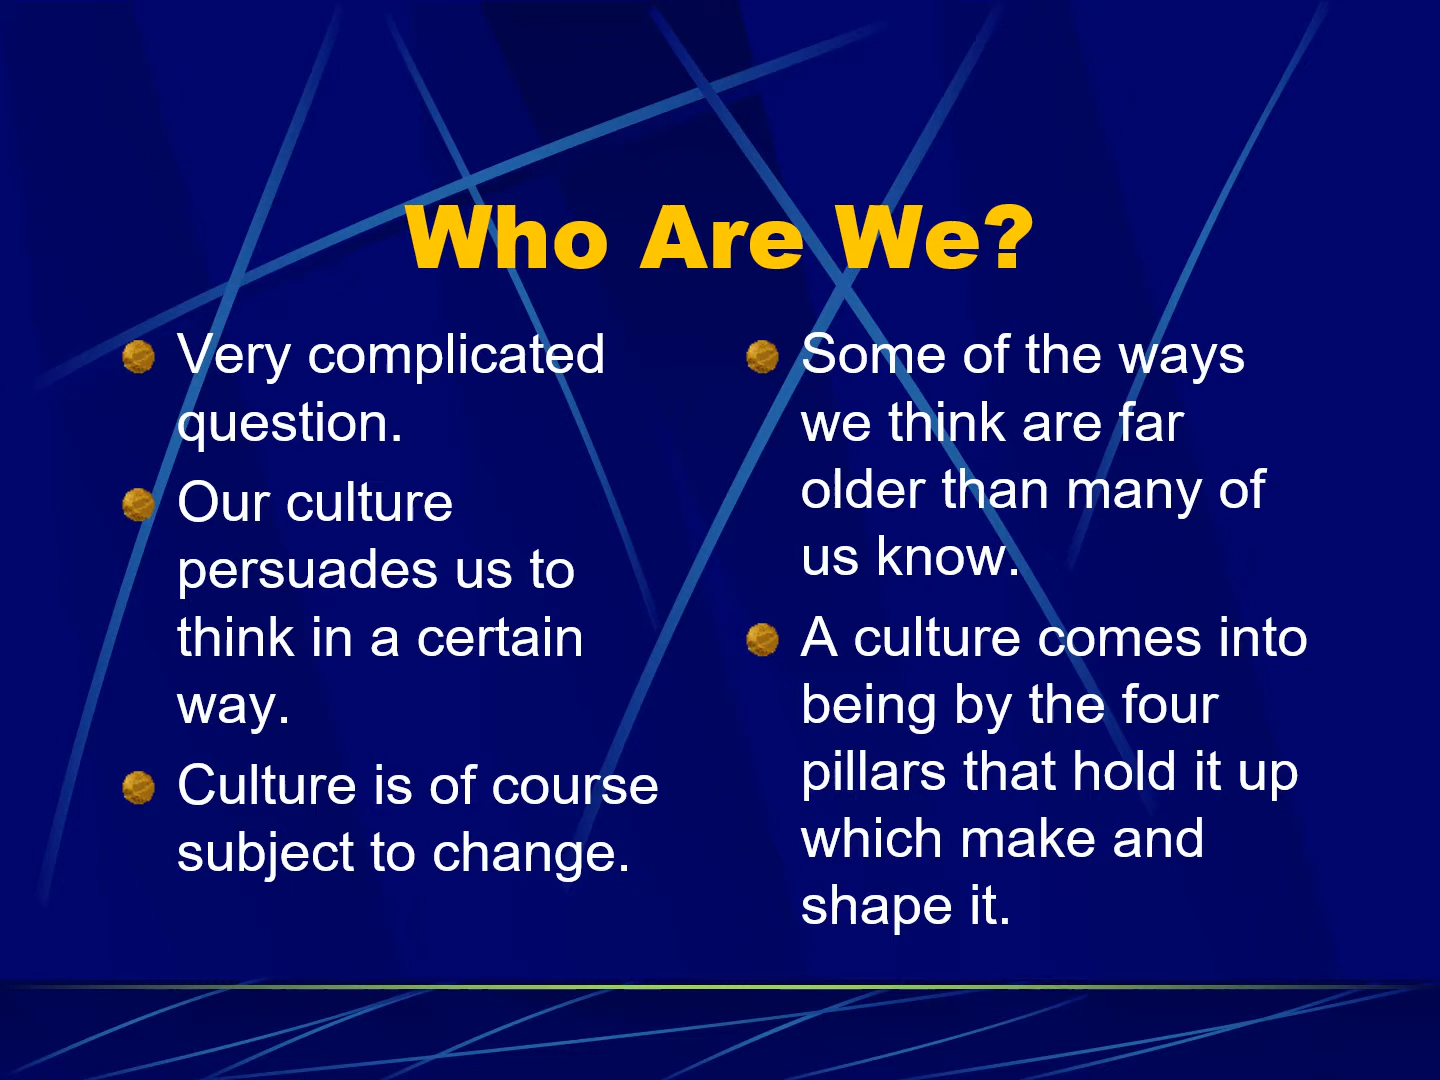 Who Are We?
Very complicated
question.
Our culture
persuades us to
think in a certain
way.
Culture is of course
subject to change.
Some of the ways
we think are far
older than many of
us know.
A culture comes into
being by the four
pillars that hold it up
which make and
shape it.